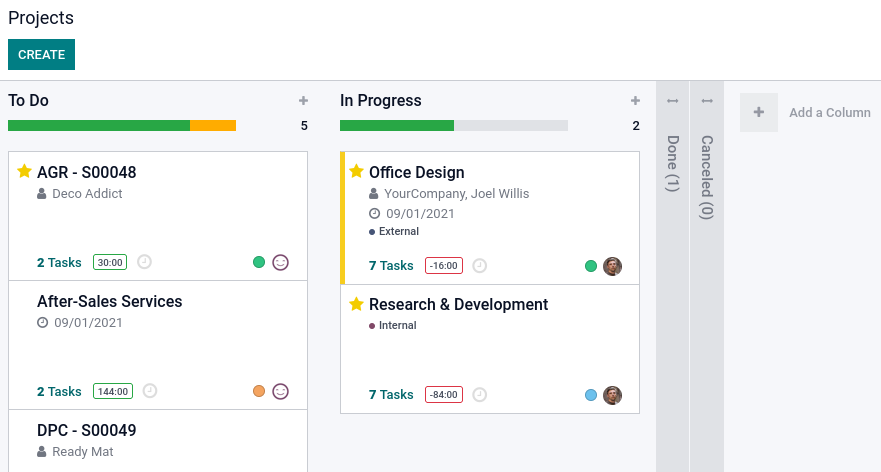 Projects
CREATE
To Do +
5
AGR - S00048
Deco Addict
2 Tasks 30:00
After-Sales Services
09/01/2021
2 Tasks 144:00
DPC - S00049
Ready Mat
In Progress +
2
Office Design
YourCompany, Joel Willis
09/01/2021
External
7 Tasks -16:00
Research & Development
Internal
7 Tasks -84:00
Done (1)
Canceled (0)
+ Add a Column